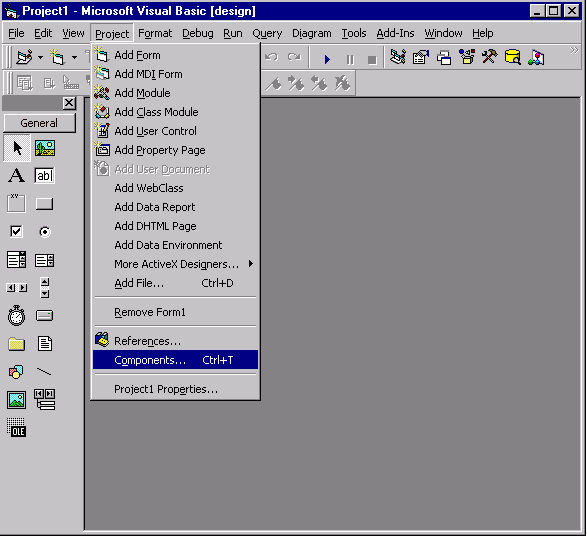 Project1 - Microsoft Visual Basic [design]
File Edit View Project Format Debug Run Query Diagram Tools Add-Ins Window Help
Add Form
Add MDI Form
Add Module
Add Class Module
General
Add User Control
Add Property Page
Add User Document
A ab|
Add WebClass
xy
Add Data Report
Add DHTML Page
Add Data Environment
More ActiveX Designers...
Add File... Ctrl+D
Remove Form1
References...
Components... Ctrl+T
Project1 Properties...
OLE